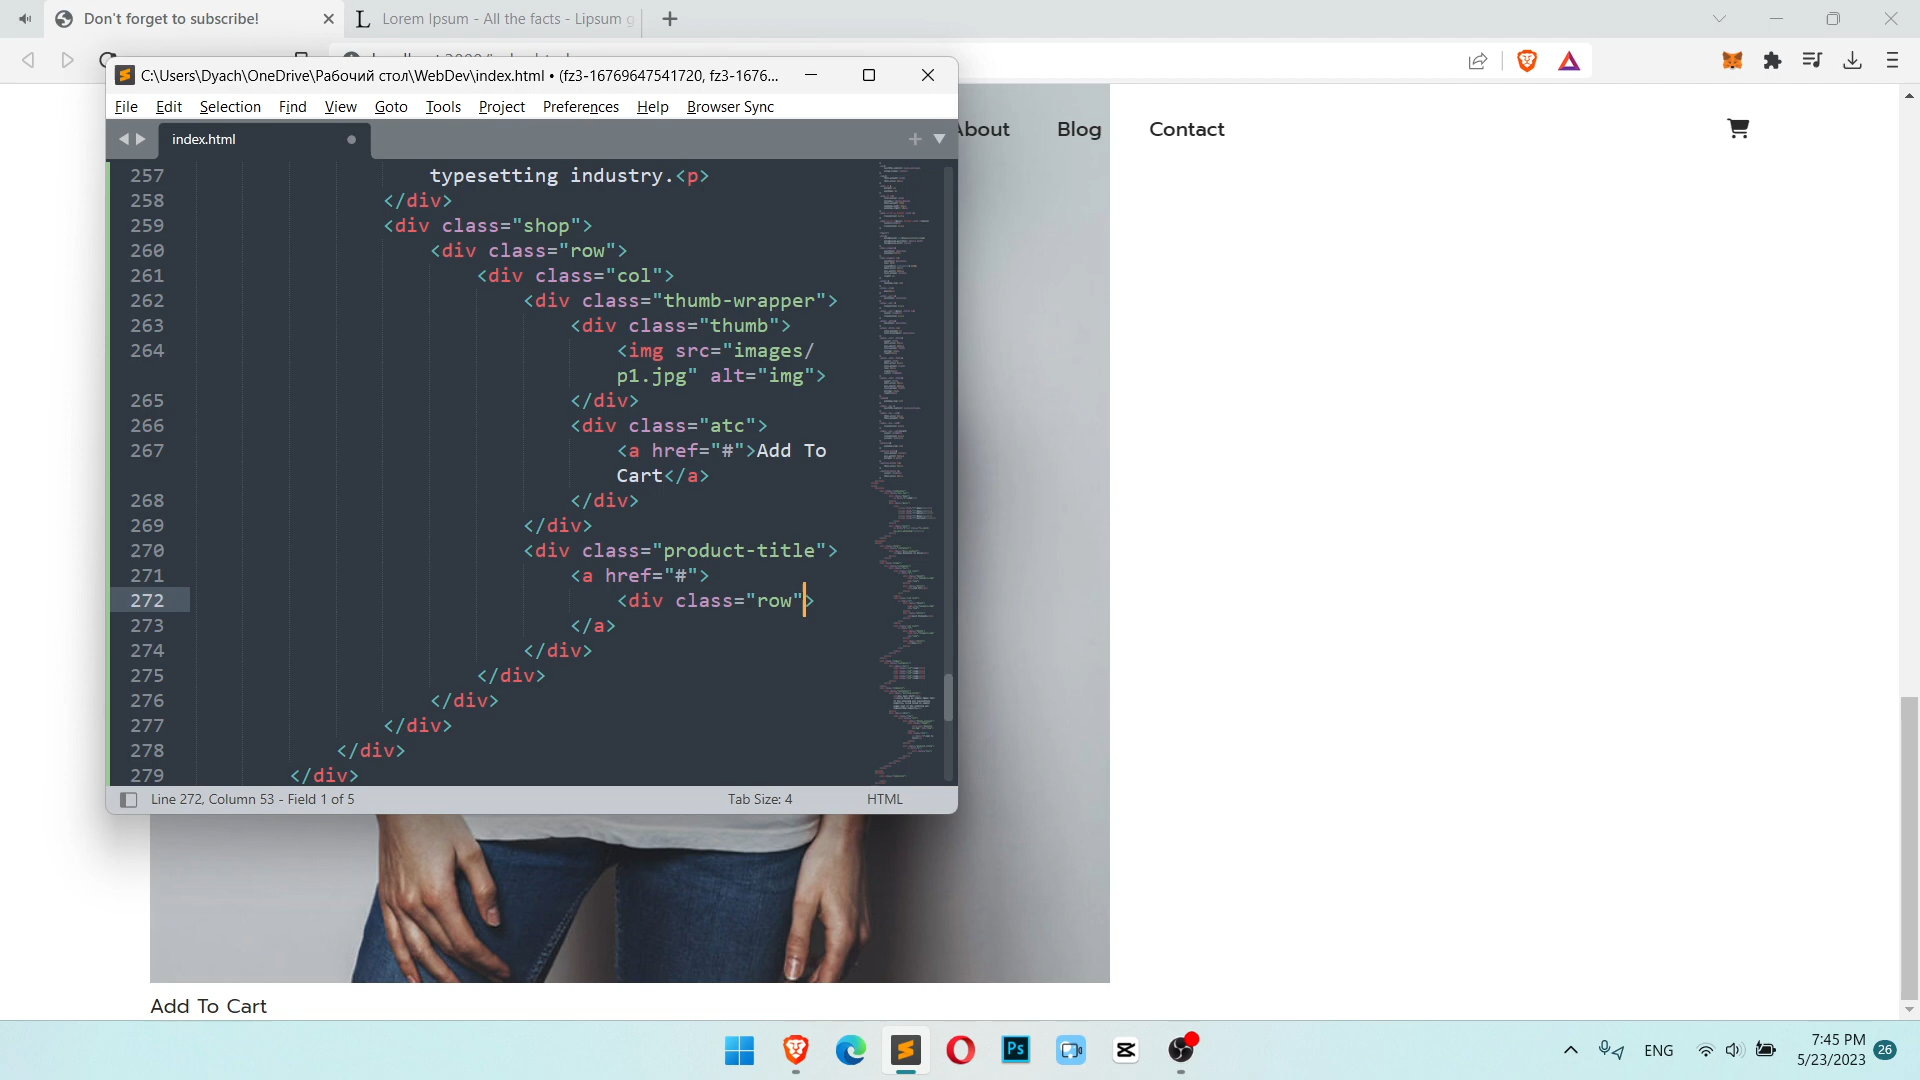 Don't forget to subscribe!
Lorem Ipsum - All the facts - Lipsum g
C:\Users\Dyach\OneDrive\Рабочий стол\WebDev\index.html • (fz3-16769647541720, fz3-1676...
File Edit Selection Find View Goto Tools Project Preferences Help Browser Sync
index.html
About Blog Contact
257 typesetting industry.<p>
258 </div>
259 <div class="shop">
260 <div class="row">
261 <div class="col">
262 <div class="thumb-wrapper">
263 <div class="thumb">
264 <img src="images/
p1.jpg" alt="img">
265 </div>
266 <div class="atc">
267 <a href="#">Add To
Cart</a>
268 </div>
269 </div>
270 <div class="product-title">
271 <a href="#">
272 <div class="row">
273 </a>
274 </div>
275 </div>
276 </div>
277 </div>
278 </div>
279 </div>
Line 272, Column 53 - Field 1 of 5
Tab Size: 4
HTML
Add To Cart
Ps
ENG
7:45 PM
5/23/2023
26